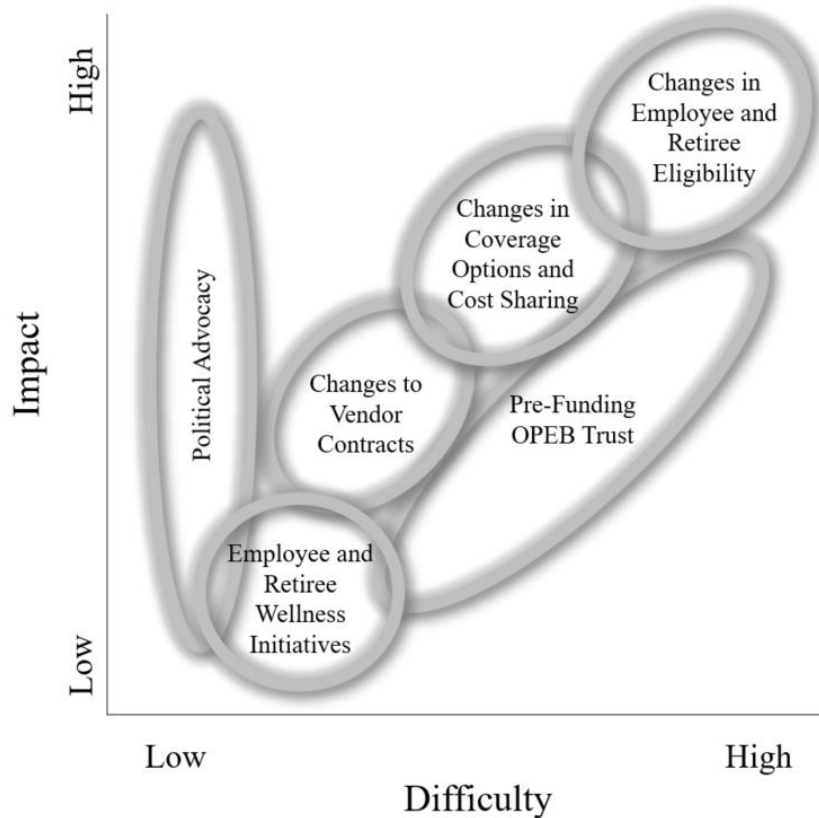 High
Impact
Low
Political Advocacy
Changes in
Employee and
Retiree
Eligibility
Changes in
Coverage
Options and
Cost Sharing
Changes to
Vendor
Contracts
Pre-Funding
OPEB Trust
Employee and
Retiree
Wellness
Initiatives
Low
High
Difficulty